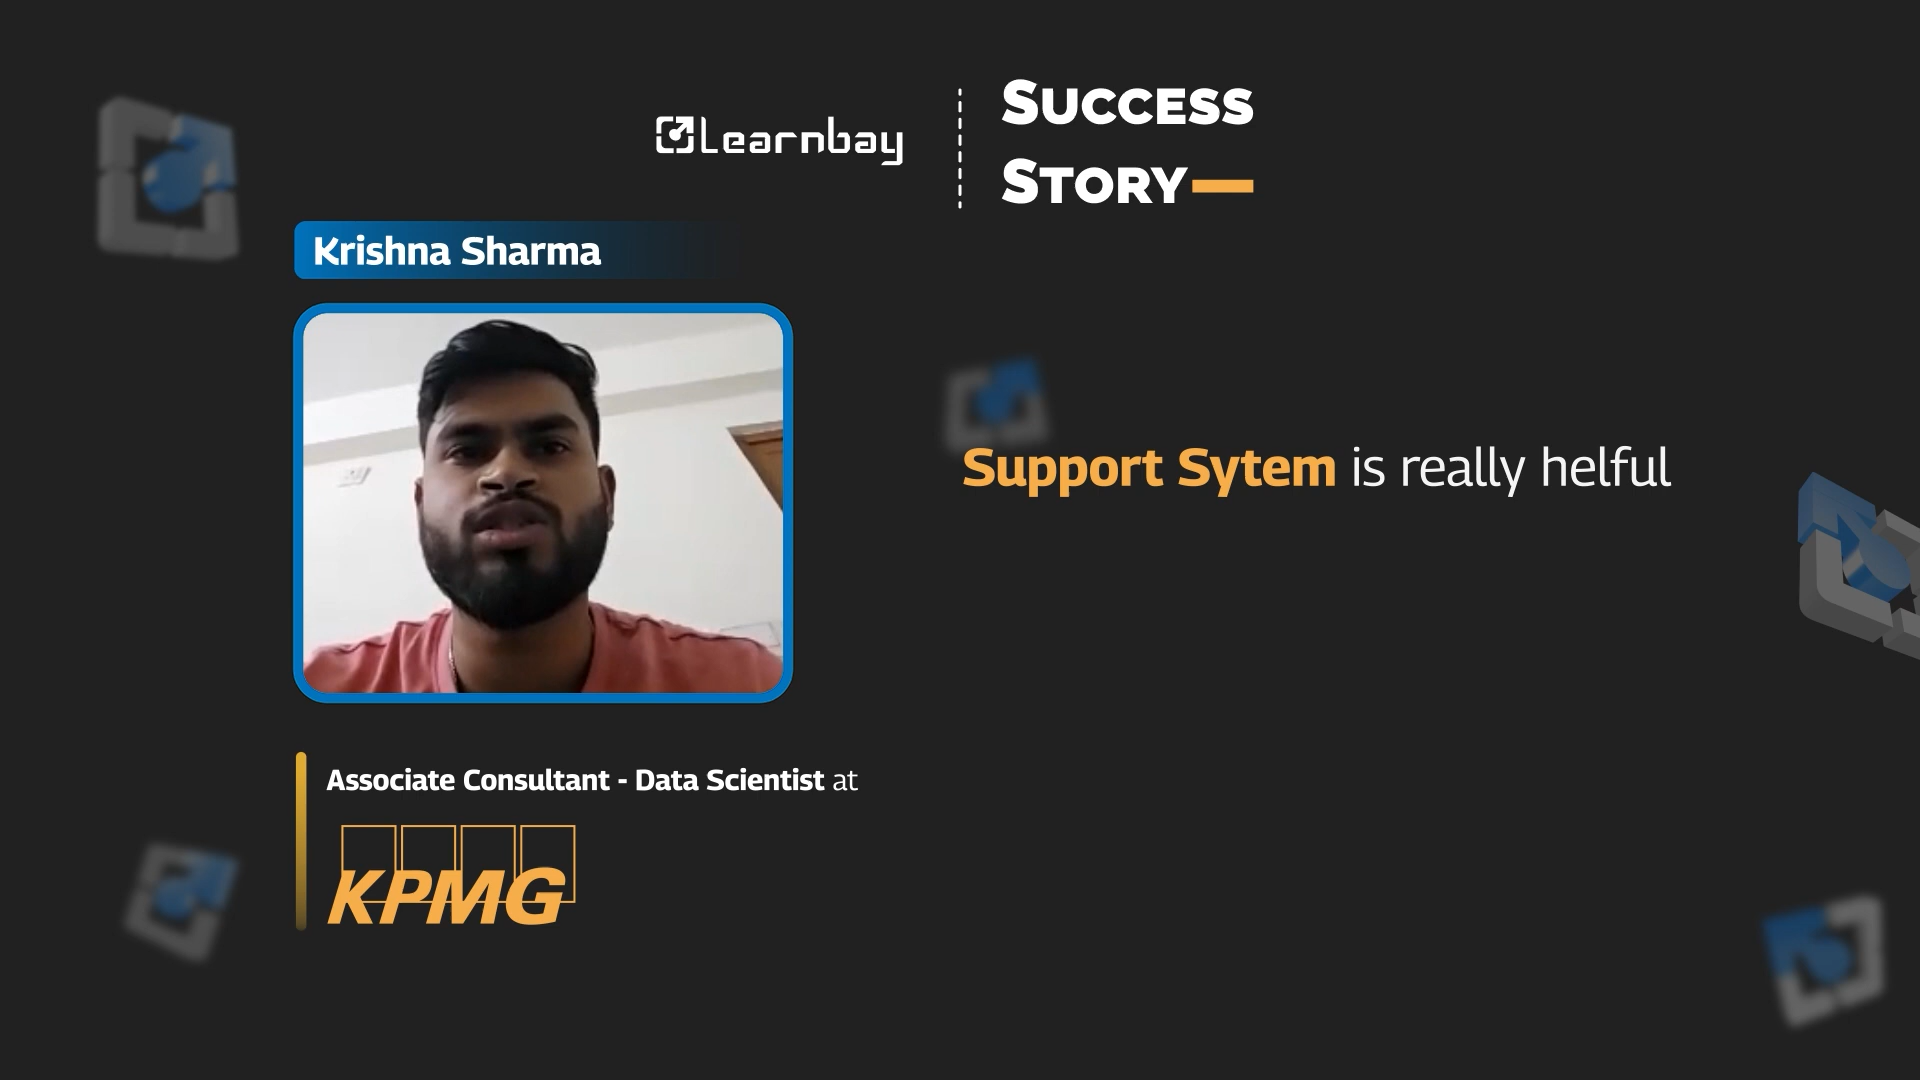 Learnbay
SUCCESS
STORY
Krishna Sharma
Support Sytem is really helful
Associate Consultant - Data Scientist at
KPMG